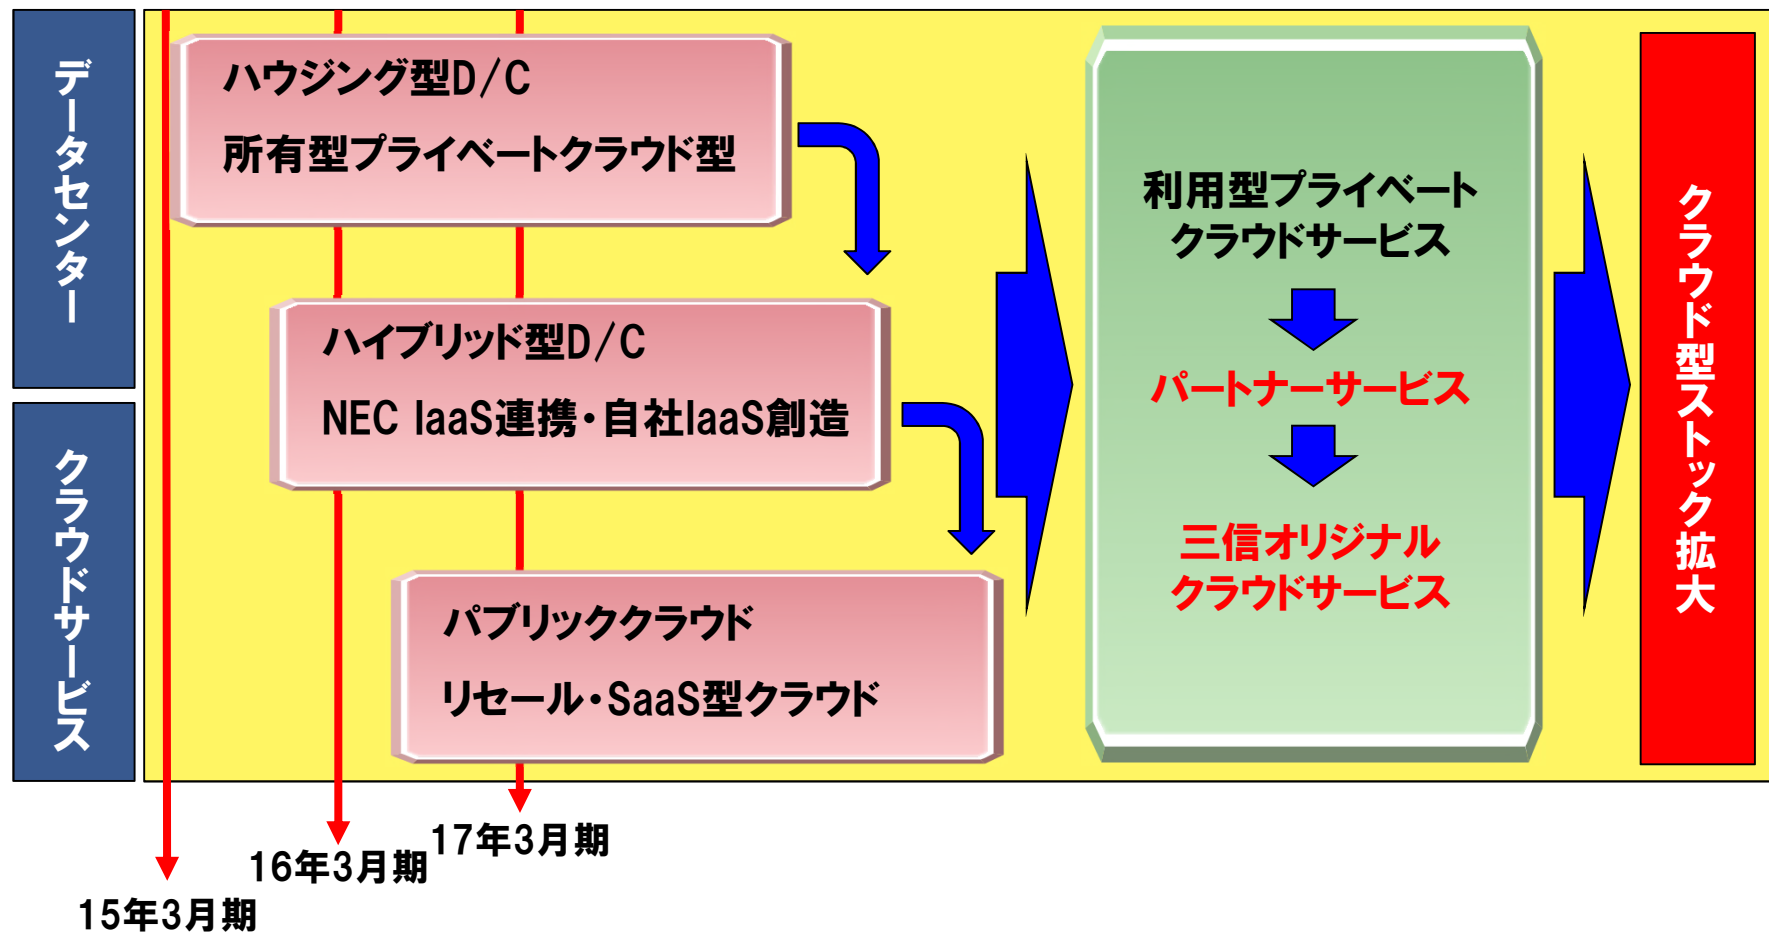 データセンター
クラウドサービス
ハウジング型D/C
所有型プライベートクラウド型
ハイブリッド型D/C
NEC IaaS連携・自社IaaS創造
パブリッククラウド
リセール・SaaS型クラウド
利用型プライベート
クラウドサービス
パートナーサービス
三信オリジナル
クラウドサービス
クラウド型ストック拡大
17年3月期
16年3月期
15年3月期